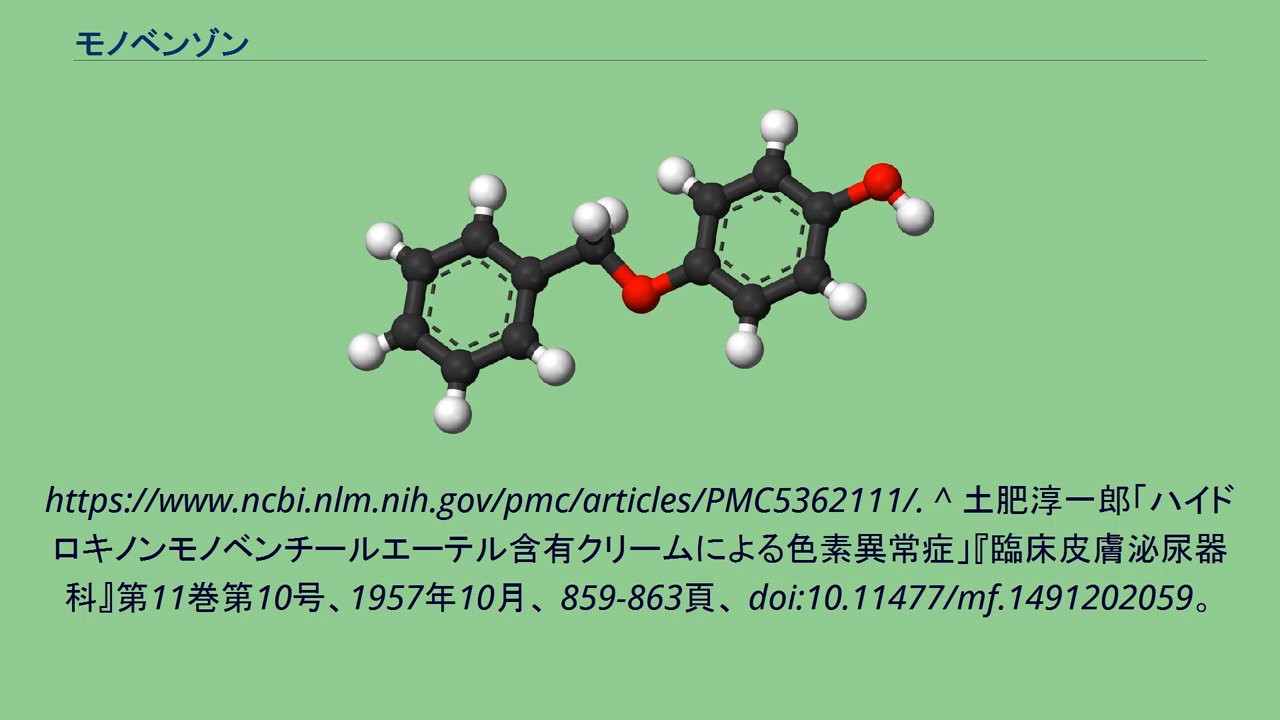 モノベンゾン
https://www.ncbi.nlm.nih.gov/pmc/articles/PMC5362111/. ^ 土肥淳一郎「ハイド
ロキノンモノベンチールエーテル含有クリームによる色素異常症」『臨床皮膚泌尿器
科』第11巻第10号、1957年10月、859-863頁、doi:10.11477/mf.1491202059。